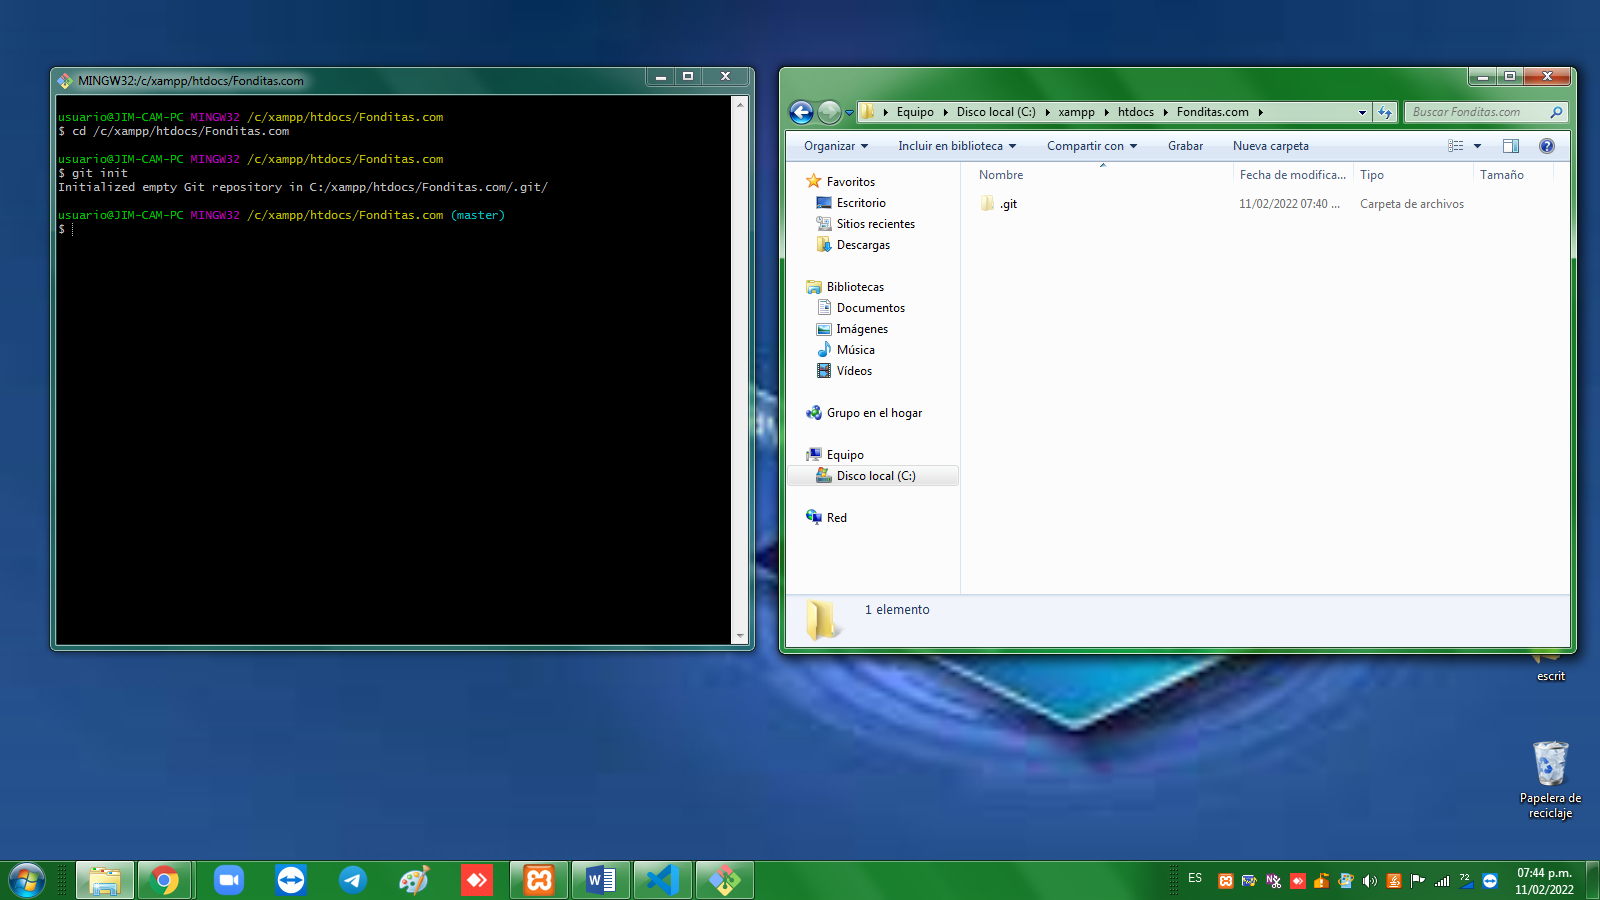 MINGW32:/c/xampp/htdocs/Fonditas.com
usuario@JIM-CAM-PC MINGW32 /c/xampp/htdocs/Fonditas.com
$ cd /c/xampp/htdocs/Fonditas.com
usuario@JIM-CAM-PC MINGW32 /c/xampp/htdocs/Fonditas.com
$ git init
Initialized empty Git repository in C:/xampp/htdocs/Fonditas.com/.git/
usuario@JIM-CAM-PC MINGW32 /c/xampp/htdocs/Fonditas.com (master)
$
Equipo Disco local (C:) xampp htdocs Fonditas.com
Buscar Fonditas.com
Organizar Incluir en biblioteca Compartir con Grabar Nueva carpeta
Favoritos
Escritorio
Sitios recientes
Descargas
Bibliotecas
Documentos
Imágenes
Música
Vídeos
Grupo en el hogar
Equipo
Disco local (C:)
Red
Nombre Fecha de modifica... Tipo Tamaño
.git 11/02/2022 07:40 ... Carpeta de archivos
1 elemento
escrit
Papelera de
reciclaje
ES
72
07:44 p.m.
11/02/2022